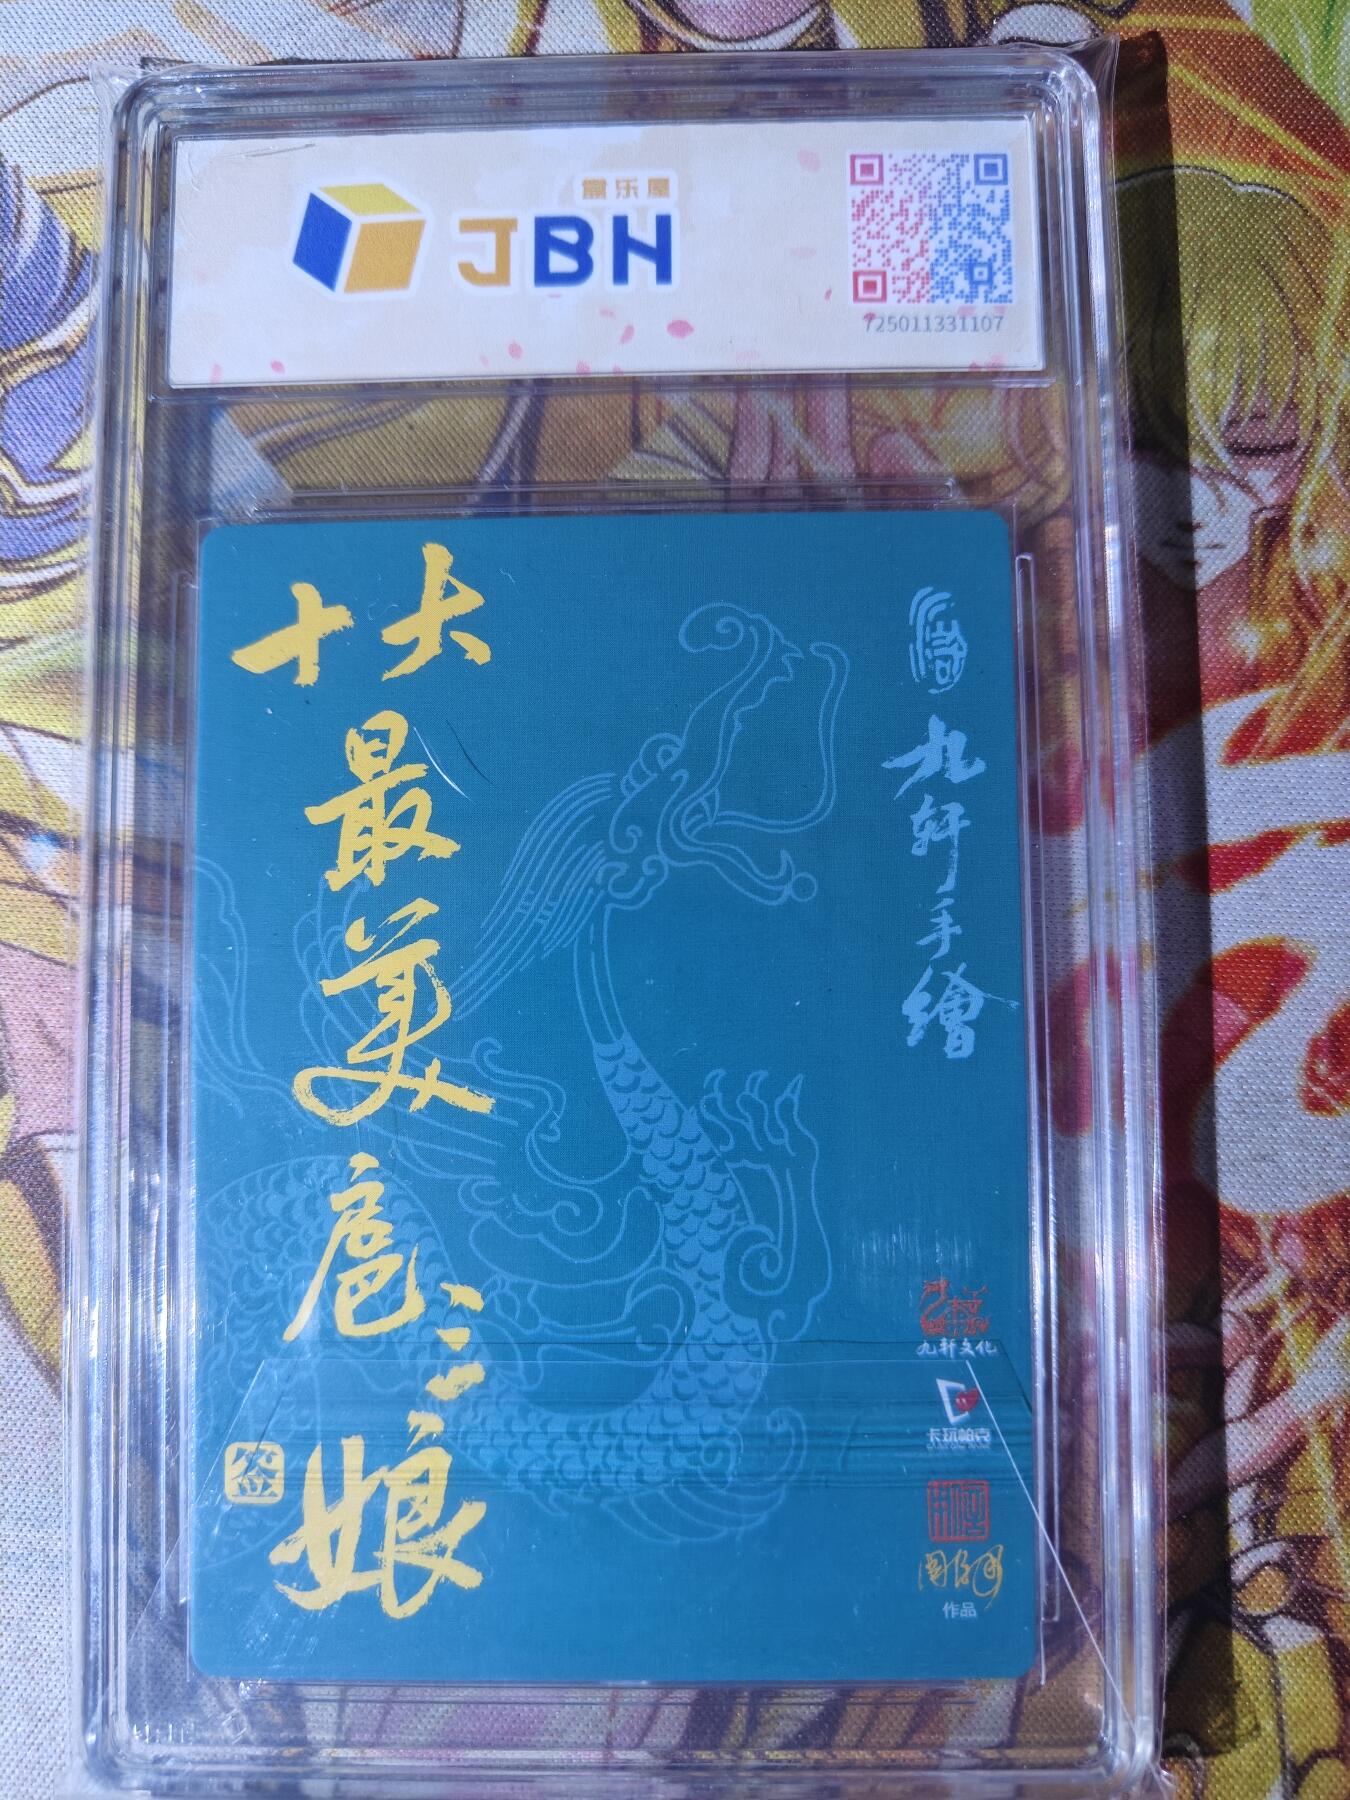 鉴乐屋
JBH
725011331107
十大
最美
扈三娘
签
九轩手繪
九轩文化
卡玩帕克
作品